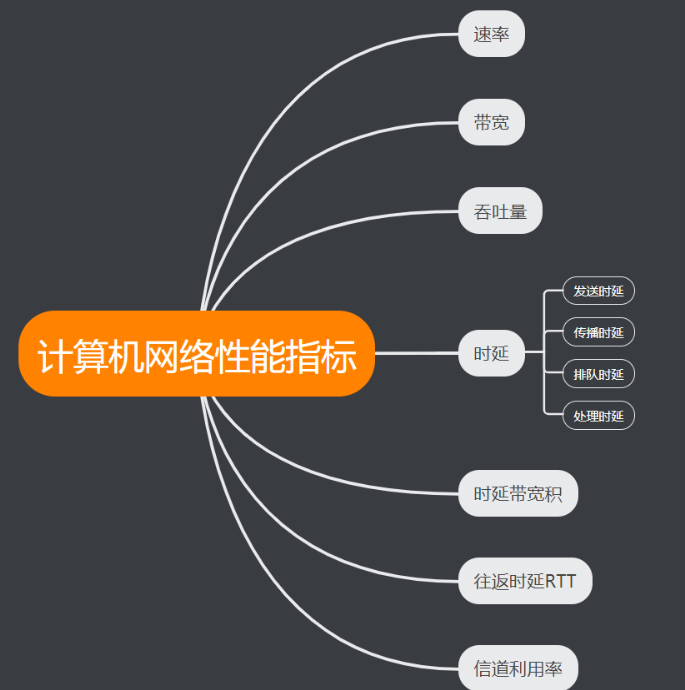 计算机网络性能指标
速率
带宽
吞吐量
时延
发送时延
传播时延
排队时延
处理时延
时延带宽积
往返时延RTT
信道利用率